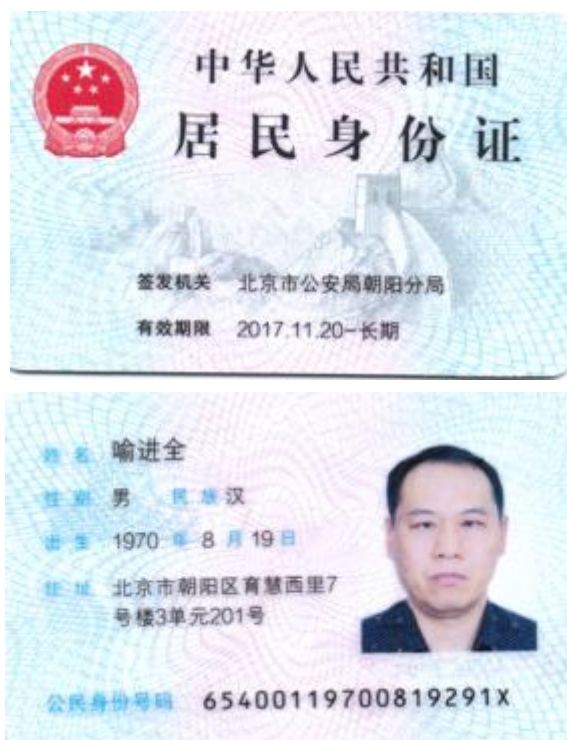 中华人民共和国
居民身份证
签发机关 北京市公安局朝阳分局
有效期限 2017.11.20-长期
姓名 喻进全
性别 男 民族 汉
出生 1970 年 8 月 19 日
住址 北京市朝阳区育慧西里7
号楼3单元201号
公民身份号码 65400119700819291X